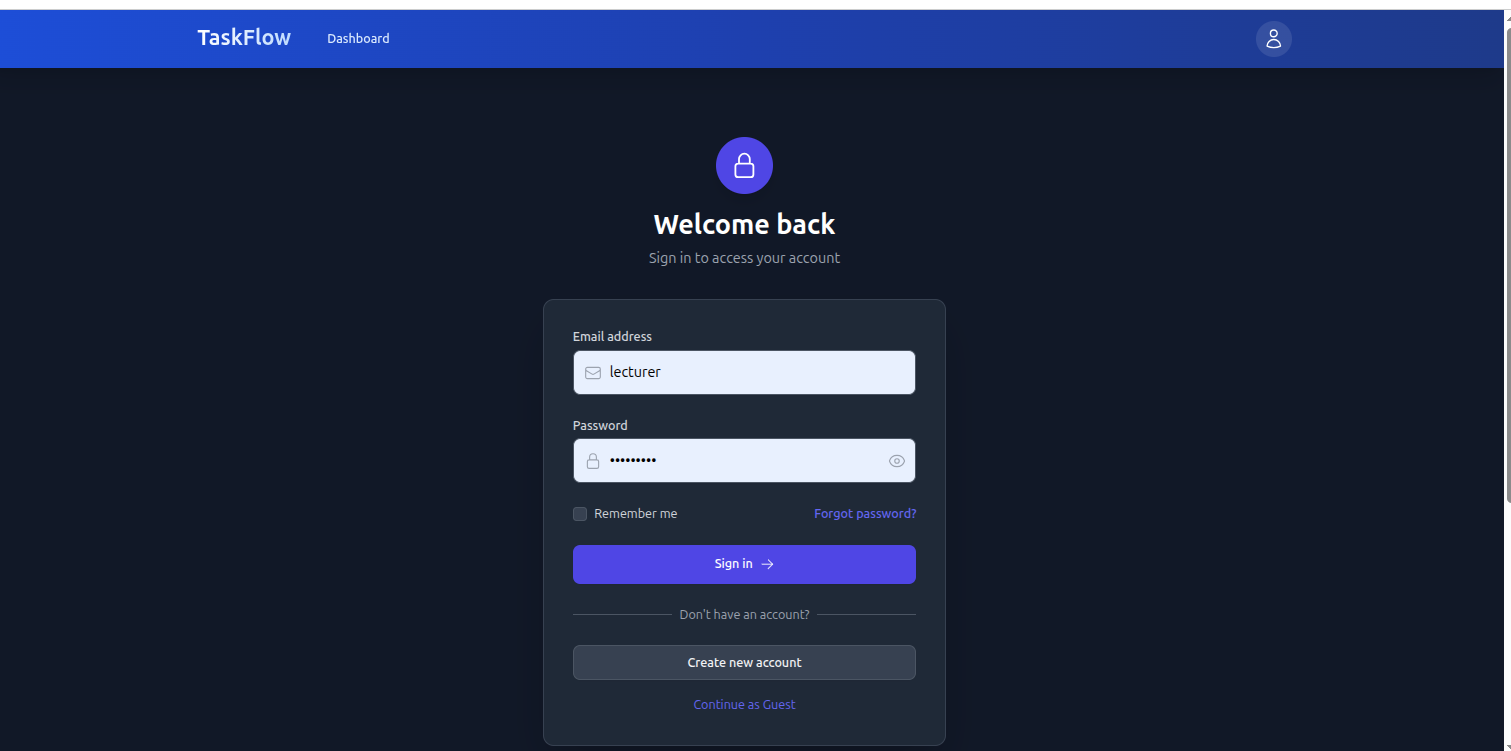 TaskFlow Dashboard
Welcome back
Sign in to access your account
Email address
lecturer
Password
•••••••••
Remember me Forgot password?
Sign in →
Don't have an account?
Create new account
Continue as Guest